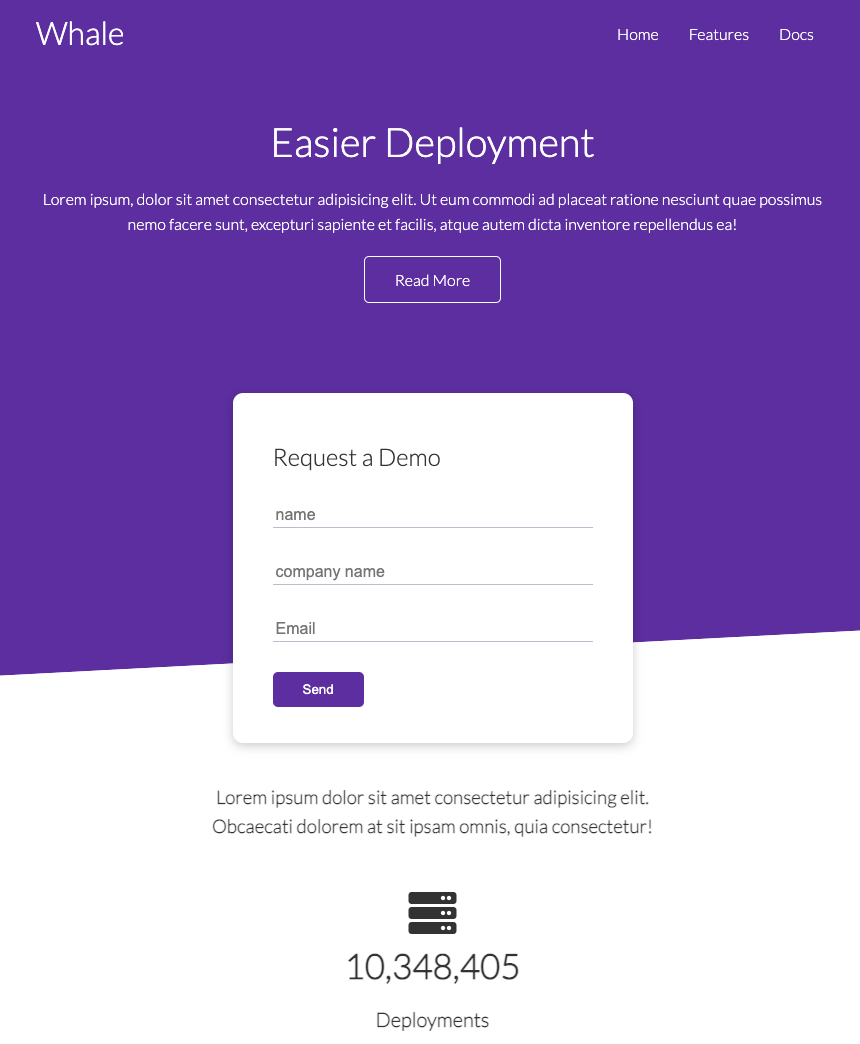 Whale
Home Features Docs
Easier Deployment
Lorem ipsum, dolor sit amet consectetur adipisicing elit. Ut eum commodi ad placeat ratione nesciunt quae possimus
nemo facere sunt, excepturi sapiente et facilis, atque autem dicta inventore repellendus ea!
Read More
Request a Demo
name
company name
Email
Send
Lorem ipsum dolor sit amet consectetur adipisicing elit.
Obcaecati dolorem at sit ipsam omnis, quia consectetur!
10,348,405
Deployments